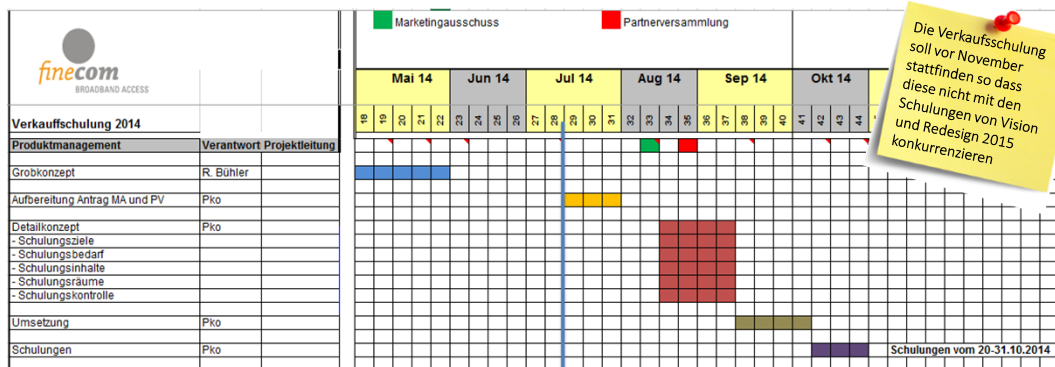 Marketingausschuss
Partnerversammlung
Die Verkaufsschulung
soll vor November
stattfinden so dass
diese nicht mit den
Schulungen von Vision
und Redesign 2015
konkurrenzieren
finecom
BROADBAND ACCESS
Mai 14 Jun 14 Jul 14 Aug 14 Sep 14 Okt 14
18 19 20 21 22 23 24 25 26 27 28 29 30 31 32 33 34 35 36 37 38 39 40 41 42 43 44
Verkauffschulung 2014
Produktmanagement Verantwort Projektleitung
Grobkonzept R. Bühler
Aufbereitung Antrag MA und PV Pko
Detailkonzept Pko
- Schulungsziele
- Schulungsbedarf
- Schulungsinhalte
- Schulungsräume
- Schulungskontrolle
Umsetzung Pko
Schulungen Pko Schulungen vom 20-31.10.2014